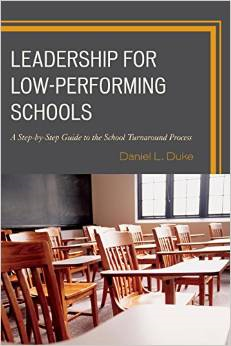 LEADERSHIP FOR
LOW-PERFORMING
SCHOOLS
A Step-by-Step Guide to the School Turnaround Process
Daniel L. Duke